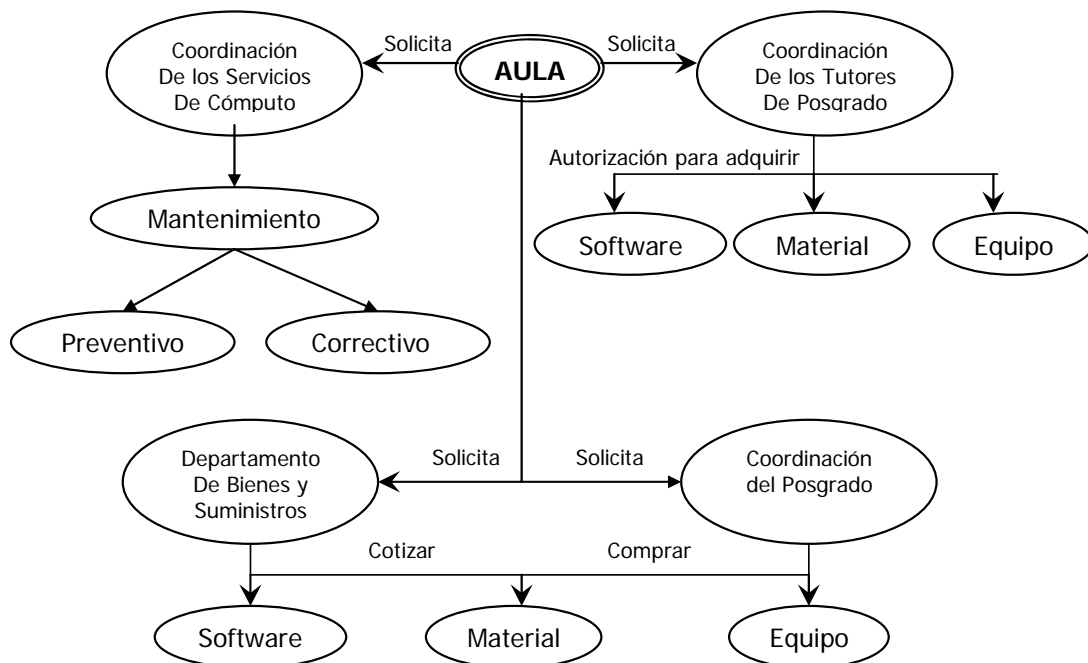 Coordinación
De los Servicios
De Cómputo
Solicita
AULA
Solicita
Coordinación
De los Tutores
De Posgrado
Autorización para adquirir
Mantenimiento
Software
Material
Equipo
Preventivo
Correctivo
Departamento
De Bienes y
Suministros
Solicita
Solicita
Coordinación
del Posgrado
Cotizar
Comprar
Software
Material
Equipo